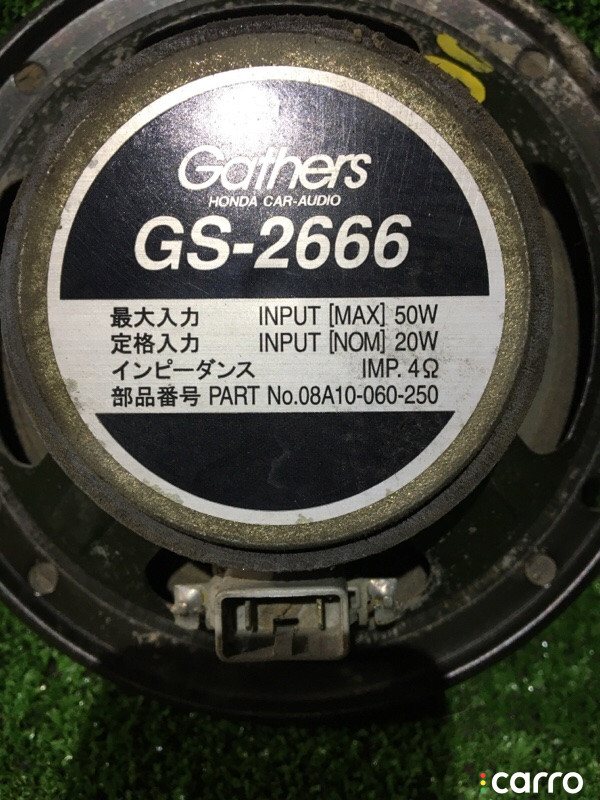 Gathers
HONDA CAR-AUDIO
GS-2666
最大入力 INPUT [MAX] 50W
定格入力 INPUT [NOM] 20W
インピーダンス IMP. 4Ω
部品番号 PART No.08A10-060-250
carro